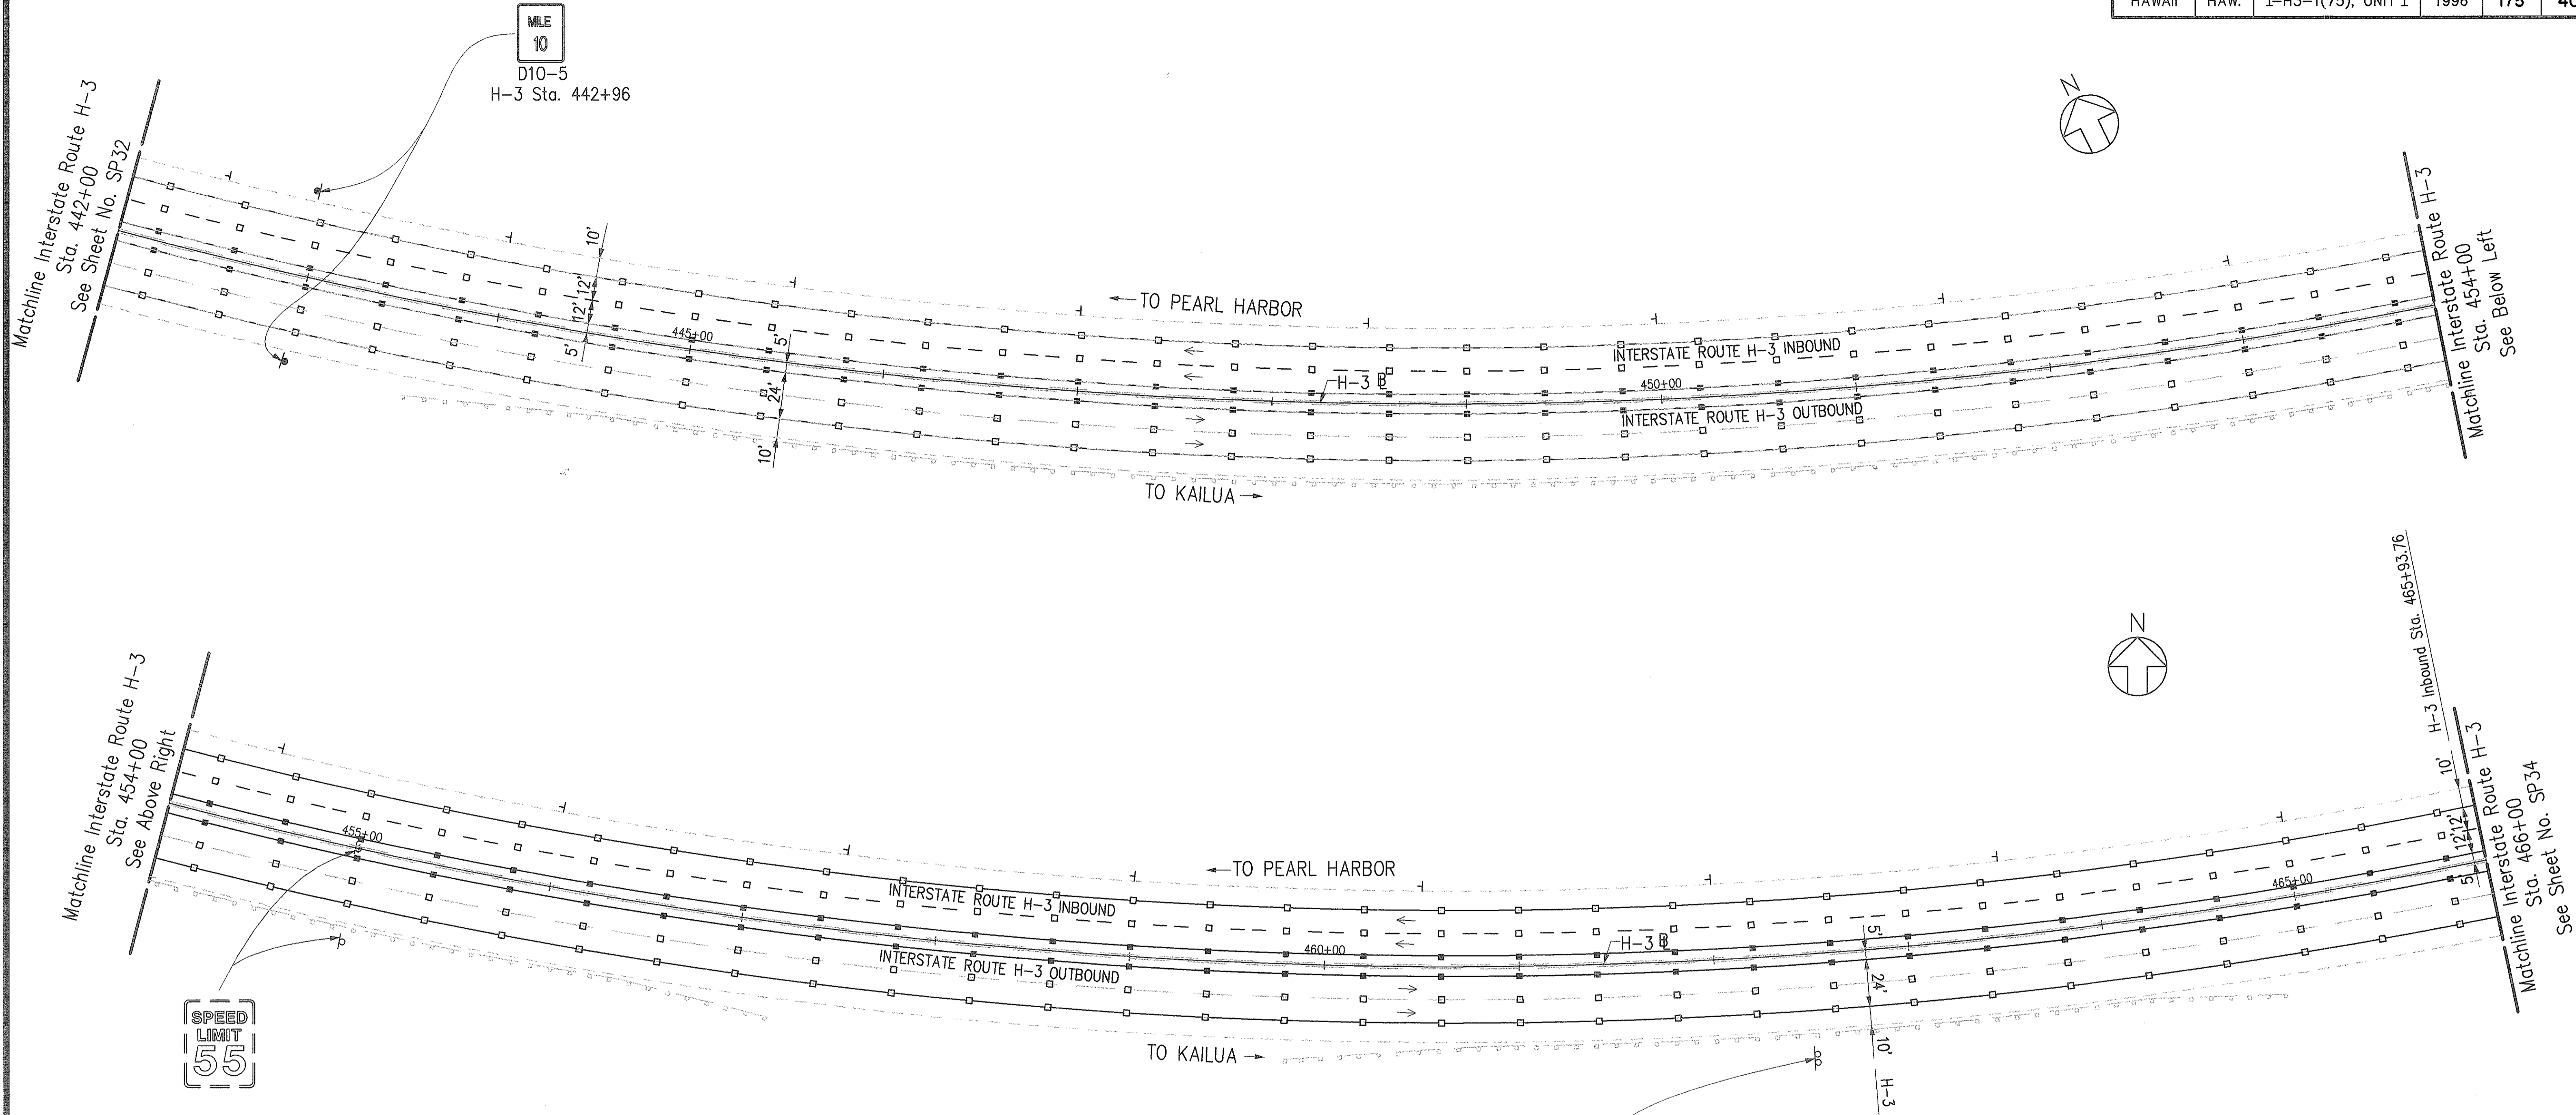 HAWAII HAW. I-H3-1(75), UNIT 1 1996 175
MILE
10
D10-5
H-3 Sta. 442+96
N
Matchline Interstate Route H-3
Sta. 442+00
See Sheet No. SP32
10'
12'
12'
5'
445+00
5'
24'
10'
←TO PEARL HARBOR
INTERSTATE ROUTE H-3 INBOUND
H-3 ℄
450+00
INTERSTATE ROUTE H-3 OUTBOUND
TO KAILUA→
Matchline Interstate Route H-3
Sta. 454+00
See Below Left
N
H-3 Inbound Sta. 465+93.76
Matchline Interstate Route H-3
Sta. 454+00
See Above Right
455+00
←TO PEARL HARBOR
INTERSTATE ROUTE H-3 INBOUND
460+00
H-3 ℄
INTERSTATE ROUTE H-3 OUTBOUND
5'
24'
10'
H-3
465+00
10'
12'
12'
5'
Matchline Interstate Route H-3
Sta. 466+00
See Sheet No. SP34
SPEED
LIMIT
55
TO KAILUA→